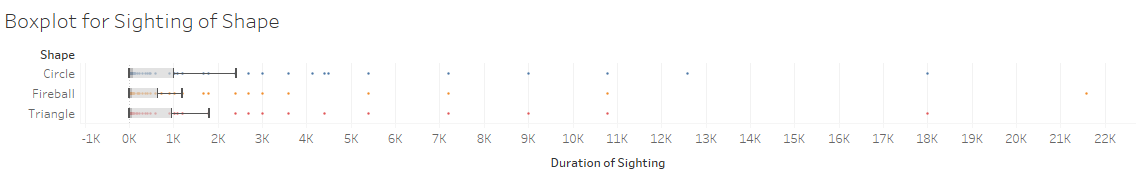 Boxplot for Sighting of Shape
Shape
Circle
Fireball
Triangle
-1K 0K 1K 2K 3K 4K 5K 6K 7K 8K 9K 10K 11K 12K 13K 14K 15K 16K 17K 18K 19K 20K 21K 22K
Duration of Sighting